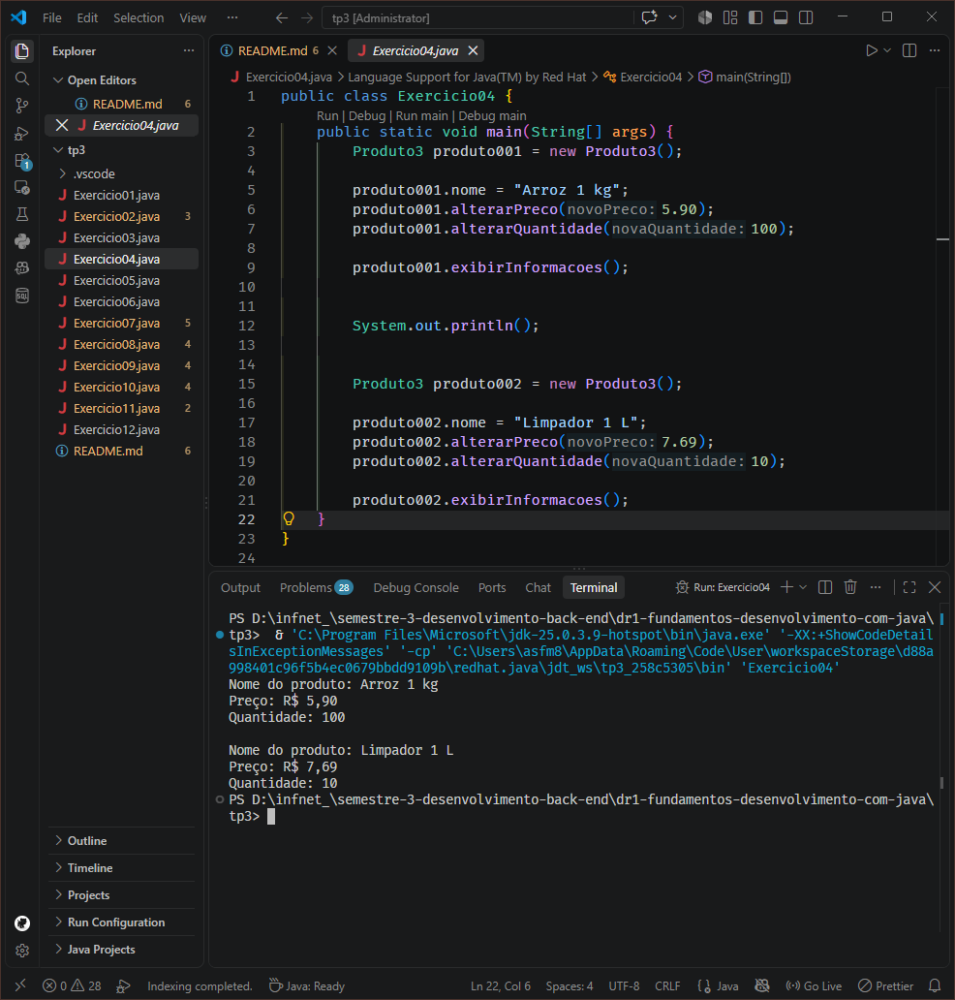 File Edit Selection View ··· tp3 [Administrator]
Explorer ···
Open Editors
README.md 6
Exercicio04.java
tp3
.vscode
Exercicio01.java
Exercicio02.java 3
Exercicio03.java
Exercicio04.java
Exercicio05.java
Exercicio06.java
Exercicio07.java 5
Exercicio08.java 4
Exercicio09.java 4
Exercicio10.java 4
Exercicio11.java 2
Exercicio12.java
README.md 6
Outline
Timeline
Projects
Run Configuration
Java Projects
1
SQL
README.md 6 Exercicio04.java ···
Exercicio04.java > Language Support for Java(TM) by Red Hat > Exercicio04 > main(String[])
1 public class Exercicio04 {
Run | Debug | Run main | Debug main
2 public static void main(String[] args) {
3 Produto3 produto001 = new Produto3();
4
5 produto001.nome = "Arroz 1 kg";
6 produto001.alterarPreco(novoPreco: 5.90);
7 produto001.alterarQuantidade(novaQuantidade: 100);
8
9 produto001.exibirInformacoes();
10
11
12 System.out.println();
13
14
15 Produto3 produto002 = new Produto3();
16
17 produto002.nome = "Limpador 1 L";
18 produto002.alterarPreco(novoPreco: 7.69);
19 produto002.alterarQuantidade(novaQuantidade: 10);
20
21 produto002.exibirInformacoes();
22 }
23 }
24
Output Problems 28 Debug Console Ports Chat Terminal Run: Exercicio04 ···
PS D:\infnet_\semestre-3-desenvolvimento-back-end\dr1-fundamentos-desenvolvimento-com-java\
tp3> & 'C:\Program Files\Microsoft\jdk-25.0.3.9-hotspot\bin\java.exe' '-XX:+ShowCodeDetail
sInExceptionMessages' '-cp' 'C:\Users\asfm8\AppData\Roaming\Code\User\workspaceStorage\d88a
998401c96f5b4ec0679bbdd9109b\redhat.java\jdt_ws\tp3_258c5305\bin' 'Exercicio04'
Nome do produto: Arroz 1 kg
Preço: R$ 5,90
Quantidade: 100

Nome do produto: Limpador 1 L
Preço: R$ 7,69
Quantidade: 10
PS D:\infnet_\semestre-3-desenvolvimento-back-end\dr1-fundamentos-desenvolvimento-com-java\
tp3>
0 28 Indexing completed. Java: Ready Ln 22, Col 6 Spaces: 4 UTF-8 CRLF {} Java Go Live Prettier